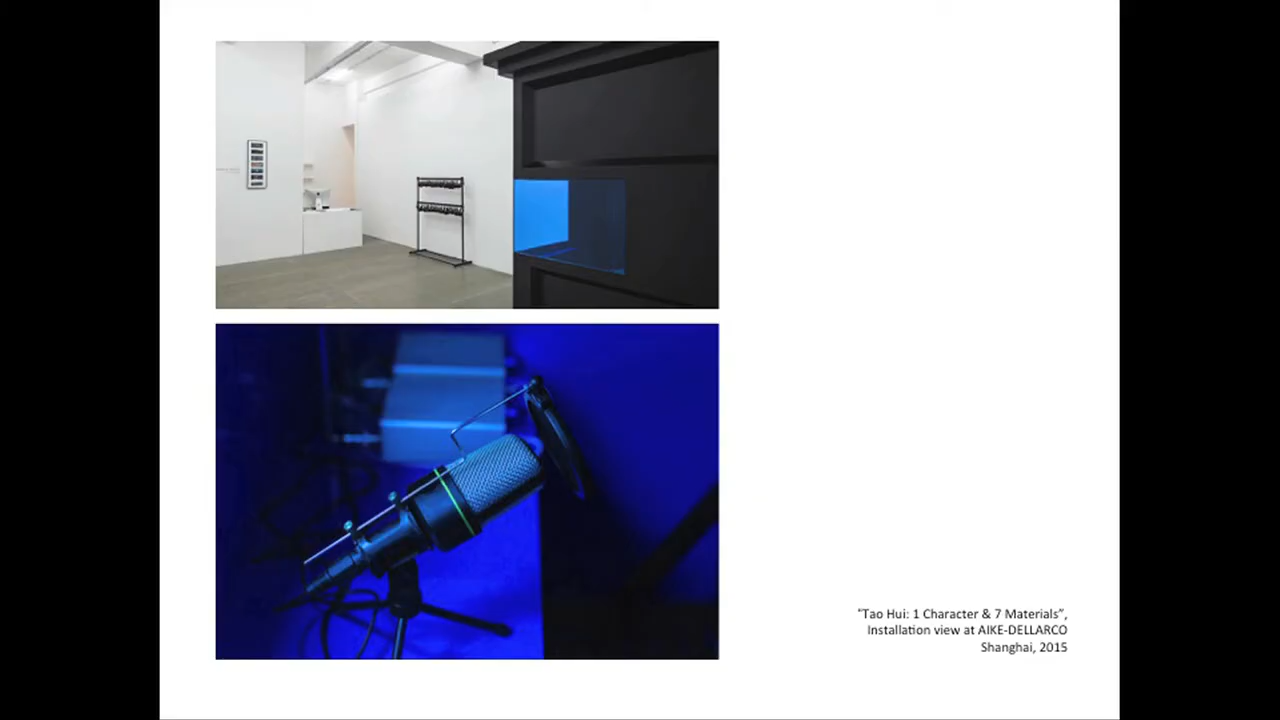 "Tao Hui: 1 Character & 7 Materials",
Installation view at AIKE-DELLARCO
Shanghai, 2015